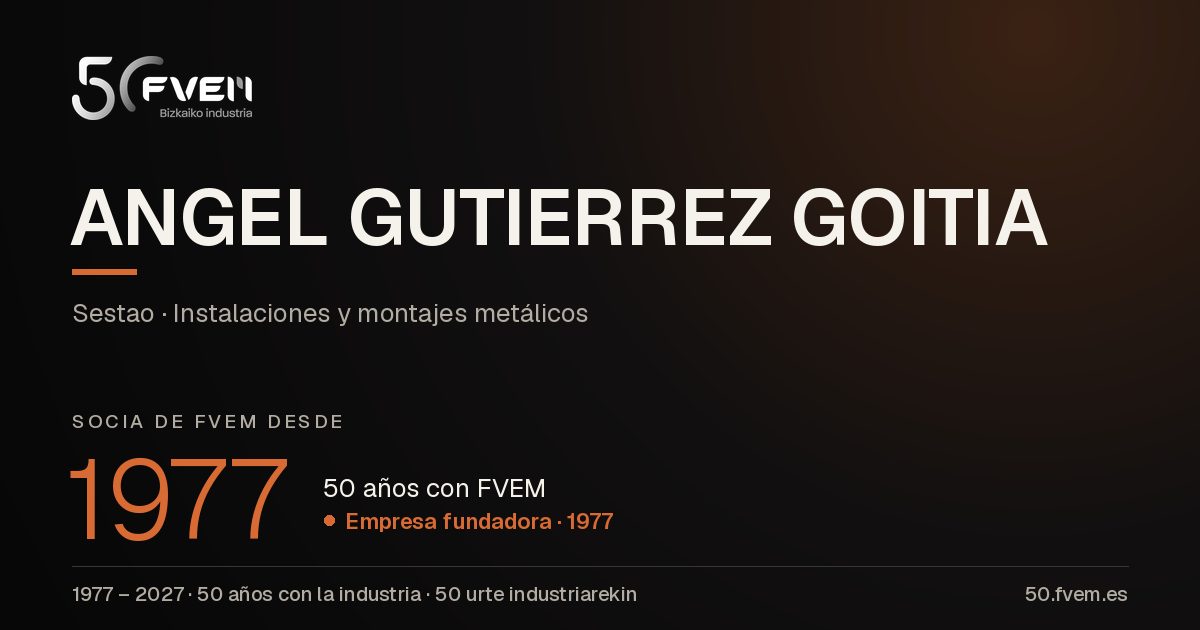 50 FVEM
Bizkaiko industria
ANGEL GUTIERREZ GOITIA
Sestao · Instalaciones y montajes metálicos
SOCIA DE FVEM DESDE
1977
50 años con FVEM
Empresa fundadora · 1977
1977 – 2027 · 50 años con la industria · 50 urte industriarekin
50.fvem.es